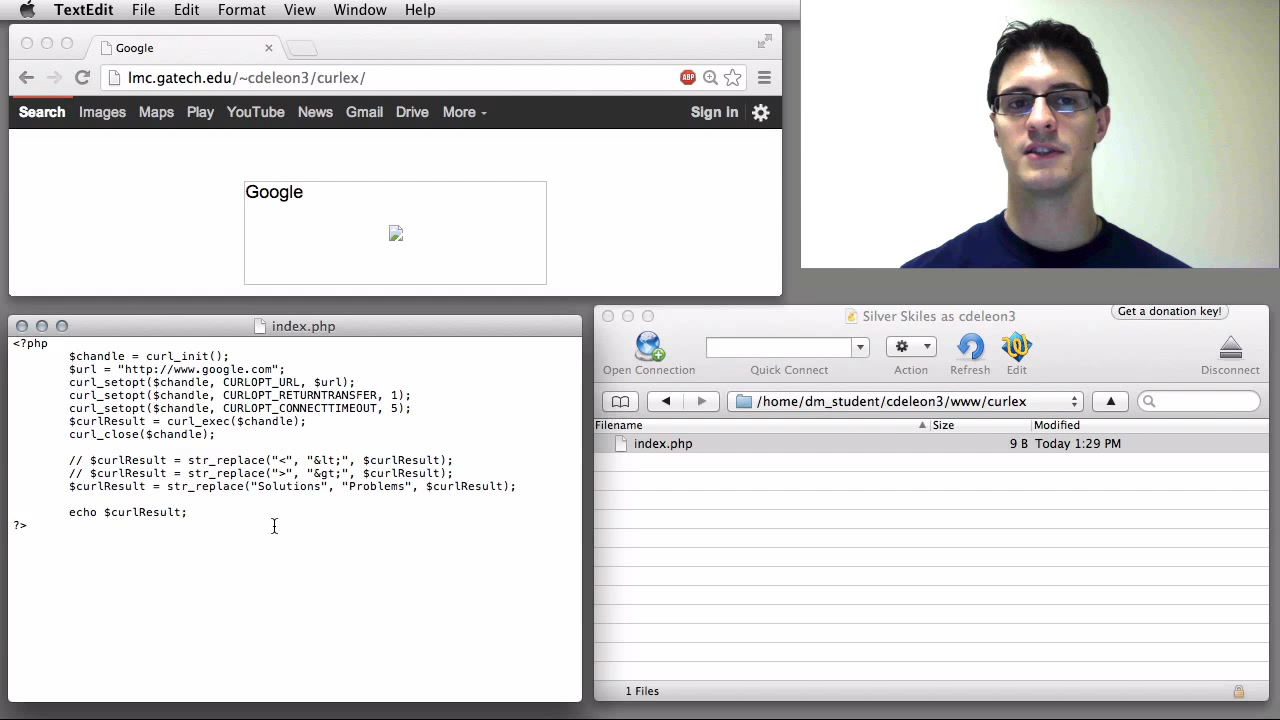 TextEdit File Edit Format View Window Help
Google
lmc.gatech.edu/~cdeleon3/curlex/
ABP
Search Images Maps Play YouTube News Gmail Drive More Sign in
Google
index.php
<?php
$chandle = curl_init();
$url = "http://www.google.com";
curl_setopt($chandle, CURLOPT_URL, $url);
curl_setopt($chandle, CURLOPT_RETURNTRANSFER, 1);
curl_setopt($chandle, CURLOPT_CONNECTTIMEOUT, 5);
$curlResult = curl_exec($chandle);
curl_close($chandle);
// $curlResult = str_replace("<", "&lt;", $curlResult);
// $curlResult = str_replace(">", "&gt;", $curlResult);
$curlResult = str_replace("Solutions", "Problems", $curlResult);
echo $curlResult;
?>
Silver Skiles as cdeleon3
Get a donation key!
Open Connection Quick Connect Action Refresh Edit Disconnect
/home/dm_student/cdeleon3/www/curlex
Filename Size Modified
index.php 9 B Today 1:29 PM
1 Files